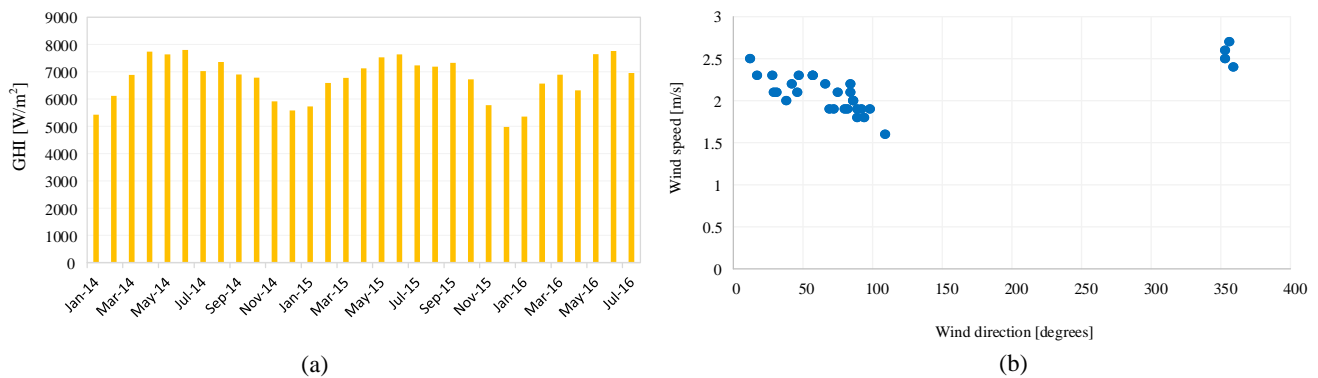 9000
8000
7000
6000
5000
4000
3000
2000
1000
0
GHI [W/m²]
Jan-14
Mar-14
May-14
Jul-14
Sep-14
Nov-14
Jan-15
Mar-15
May-15
Jul-15
Sep-15
Nov-15
Jan-16
Mar-16
May-16
Jul-16
(a)
3
2.5
2
1.5
1
0.5
0
Wind speed [m/s]
0 50 100 150 200 250 300 350 400
Wind direction [degrees]
(b)